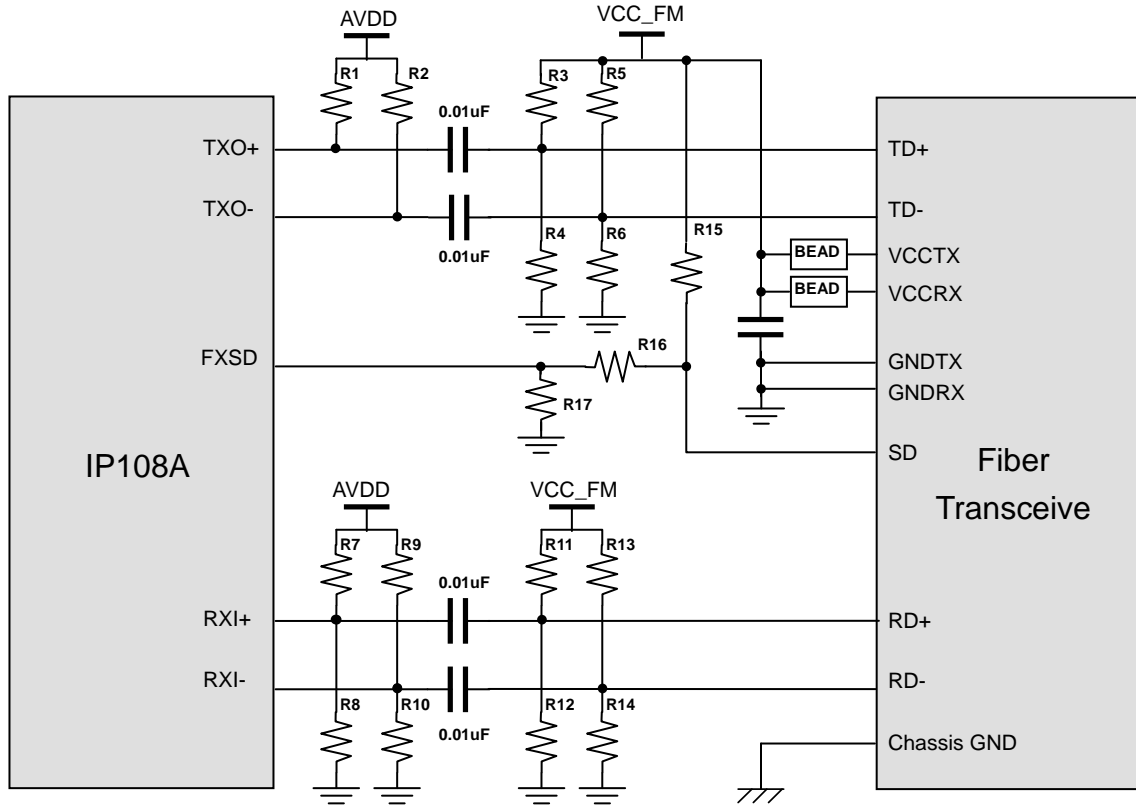 AVDD
VCC_FM
R1
R2
R3
R5
0.01uF
TXO+
TD+
TXO-
TD-
R4
R6
R15
0.01uF
BEAD
VCCTX
BEAD
VCCRX
FXSD
R16
GNDTX
GNDRX
R17
SD
IP108A
Fiber
Transceive
AVDD
VCC_FM
R7
R9
R11
R13
0.01uF
RXI+
RD+
RXI-
RD-
R8
R10
R12
R14
0.01uF
Chassis GND